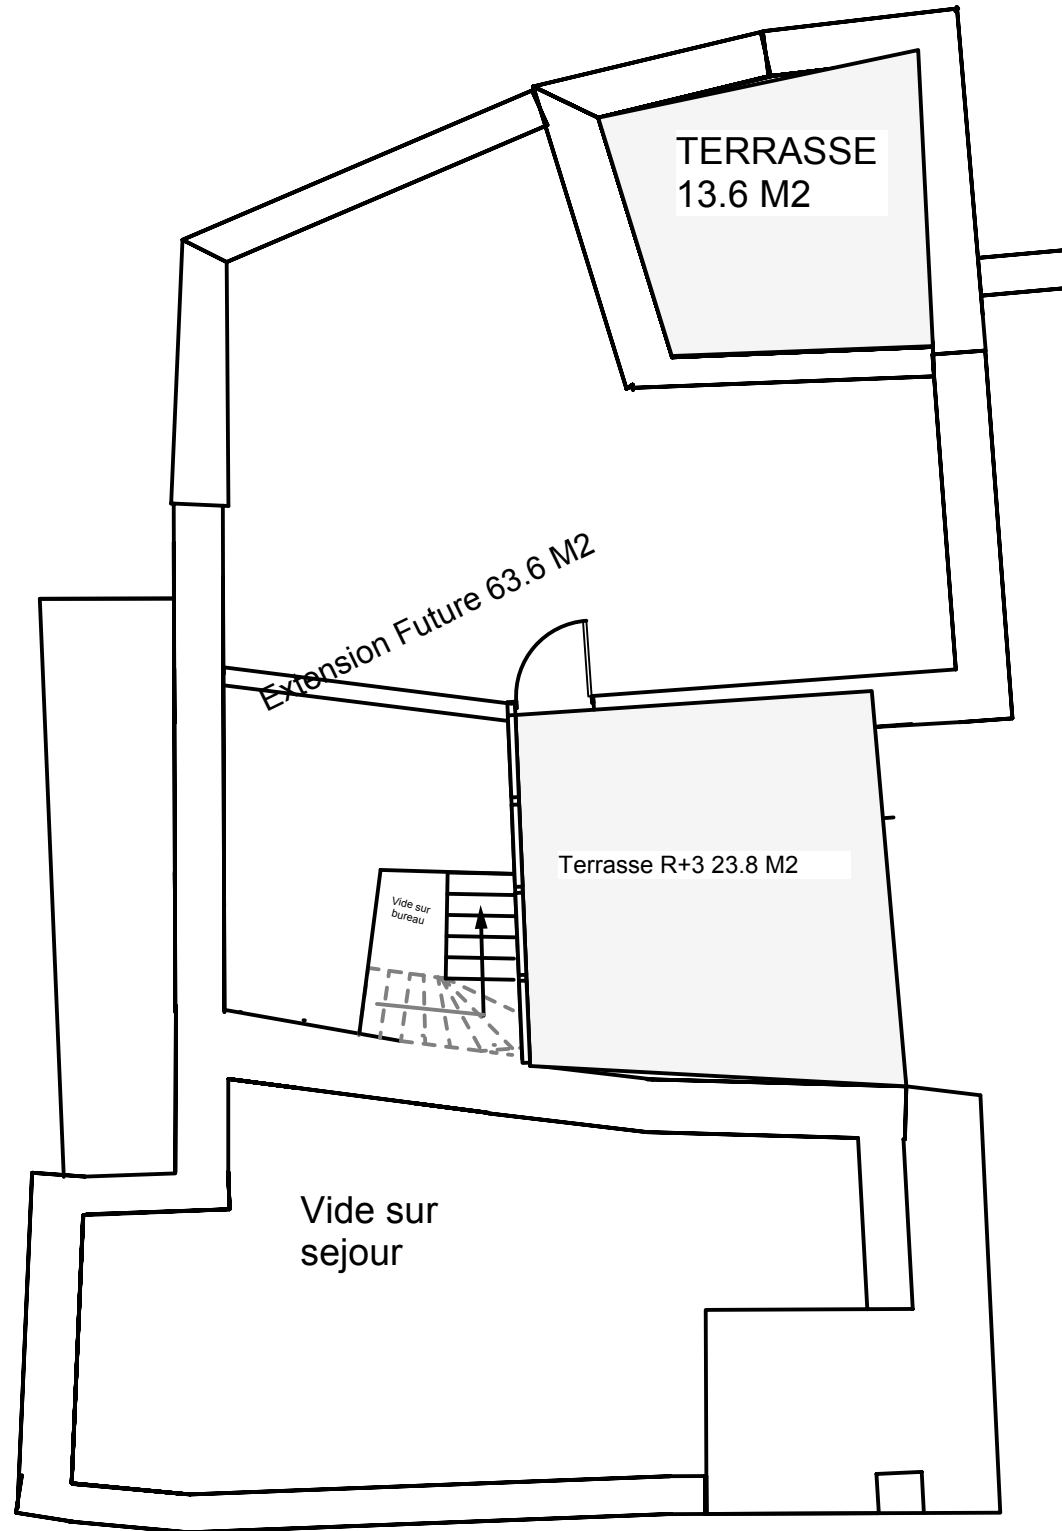 TERRASSE
13.6 M2
Extension Future 63.6 M2
Terrasse R+3 23.8 M2
Vide sur
bureau
Vide sur
sejour